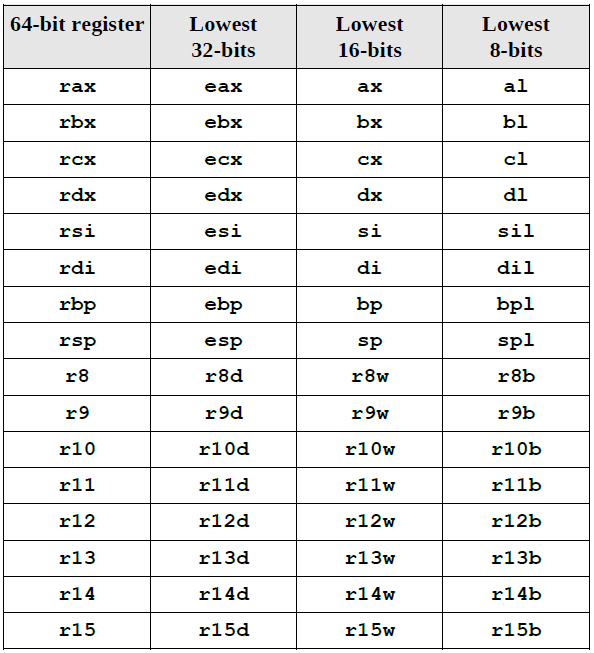 64-bit register Lowest 32-bits Lowest 16-bits Lowest 8-bits
rax eax ax al
rbx ebx bx bl
rcx ecx cx cl
rdx edx dx dl
rsi esi si sil
rdi edi di dil
rbp ebp bp bpl
rsp esp sp spl
r8 r8d r8w r8b
r9 r9d r9w r9b
r10 r10d r10w r10b
r11 r11d r11w r11b
r12 r12d r12w r12b
r13 r13d r13w r13b
r14 r14d r14w r14b
r15 r15d r15w r15b